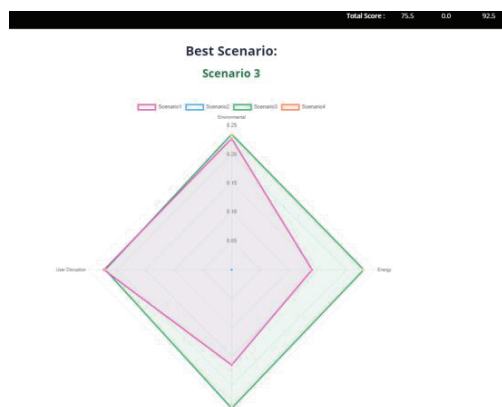 Total Score : 75.5 0.0 92.5
Best Scenario:
Scenario 3
Scenario1 Scenario2 Scenario3 Scenario4
Environmental
0.25
0.20
0.15
0.10
0.05
User Disruption
Energy